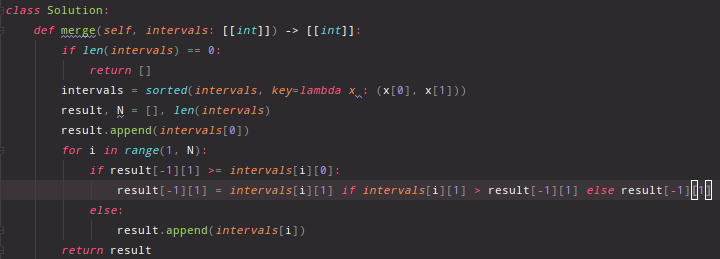 class Solution:
    def merge(self, intervals: [[int]]) -> [[int]]:
        if len(intervals) == 0:
            return []
        intervals = sorted(intervals, key=lambda x : (x[0], x[1]))
        result, N = [], len(intervals)
        result.append(intervals[0])
        for i in range(1, N):
            if result[-1][1] >= intervals[i][0]:
                result[-1][1] = intervals[i][1] if intervals[i][1] > result[-1][1] else result[-1][1]
            else:
                result.append(intervals[i])
        return result